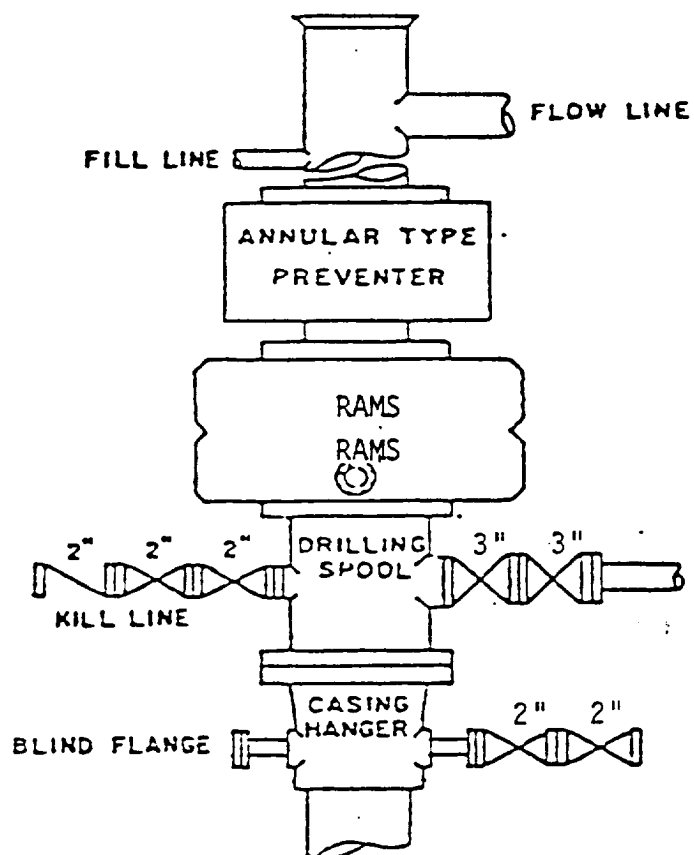 FLOW LINE
FILL LINE
ANNULAR TYPE
PREVENTER
RAMS
RAMS
2" 2" 2"
DRILLING
SPOOL
3" 3"
KILL LINE
CASING
HANGER
2" 2"
BLIND FLANGE